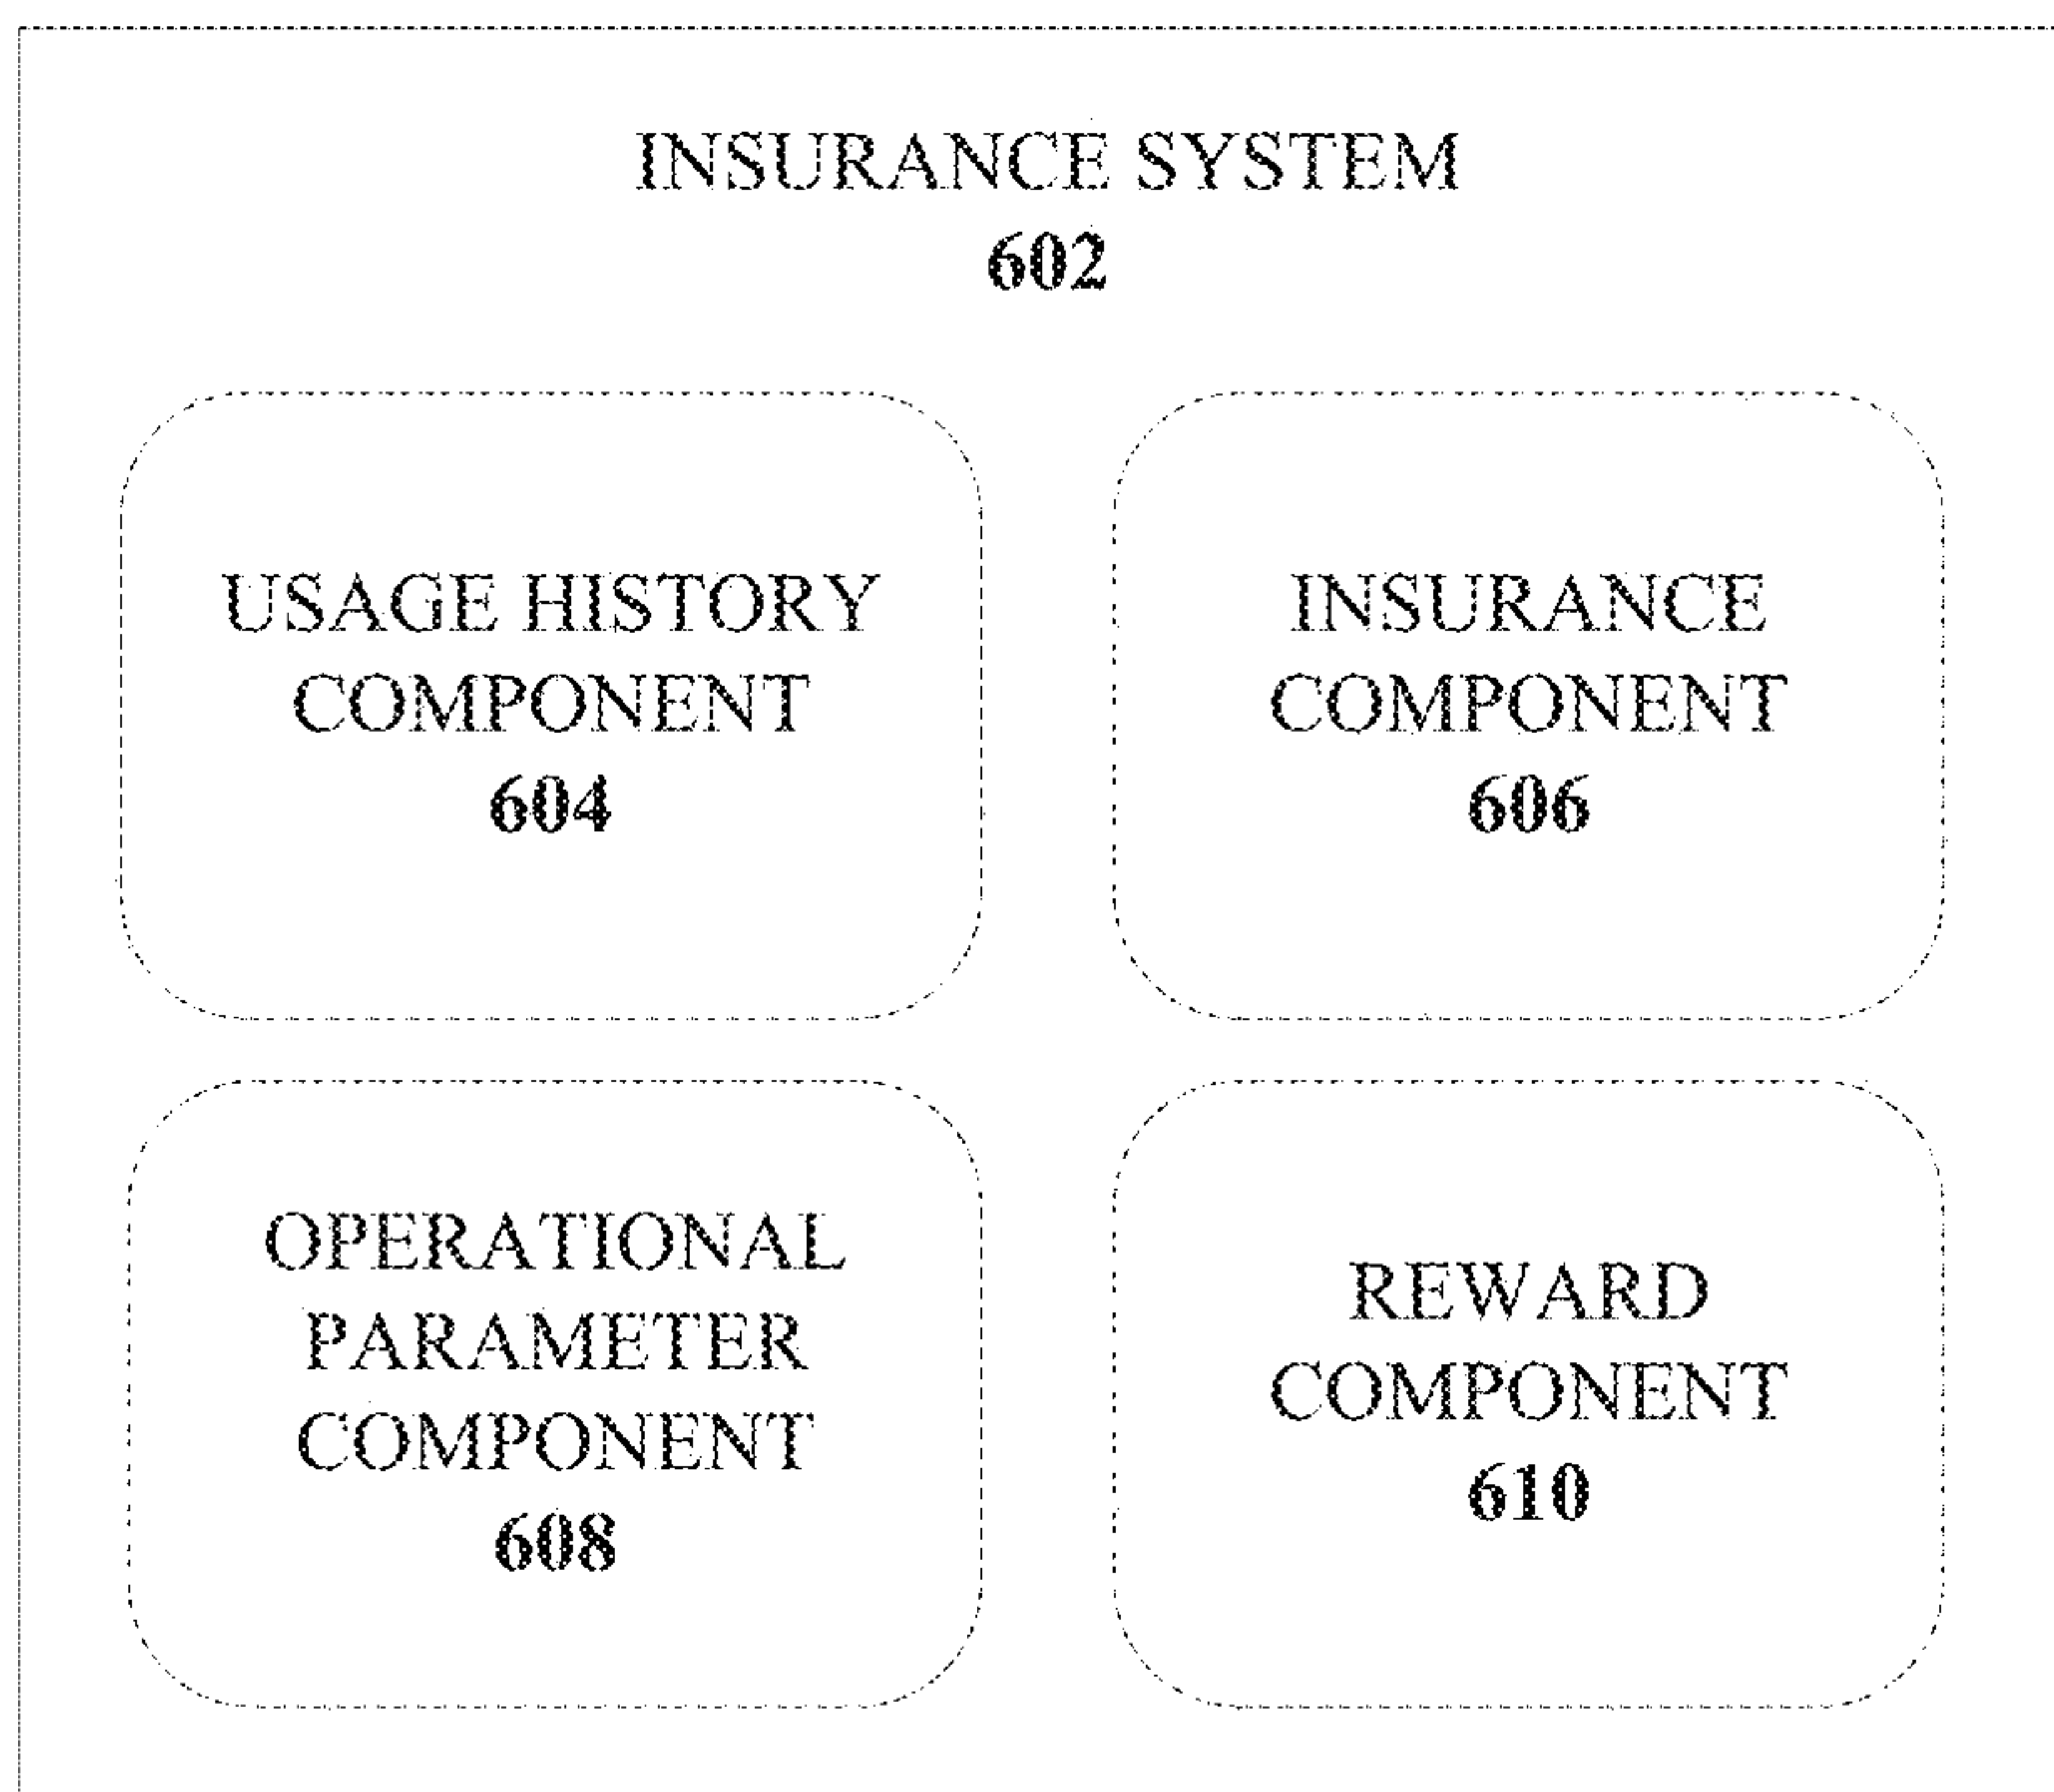 INSURANCE SYSTEM
602
USAGE HISTORY
COMPONENT
604
INSURANCE
COMPONENT
606
OPERATIONAL
PARAMETER
COMPONENT
608
REWARD
COMPONENT
610